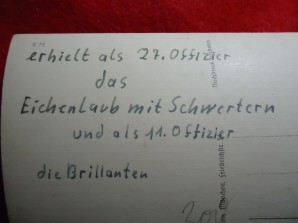 erhielt als 27. Offizier
das
Eichenlaub mit Schwertern
und als 11. Offizier
die Brillanten